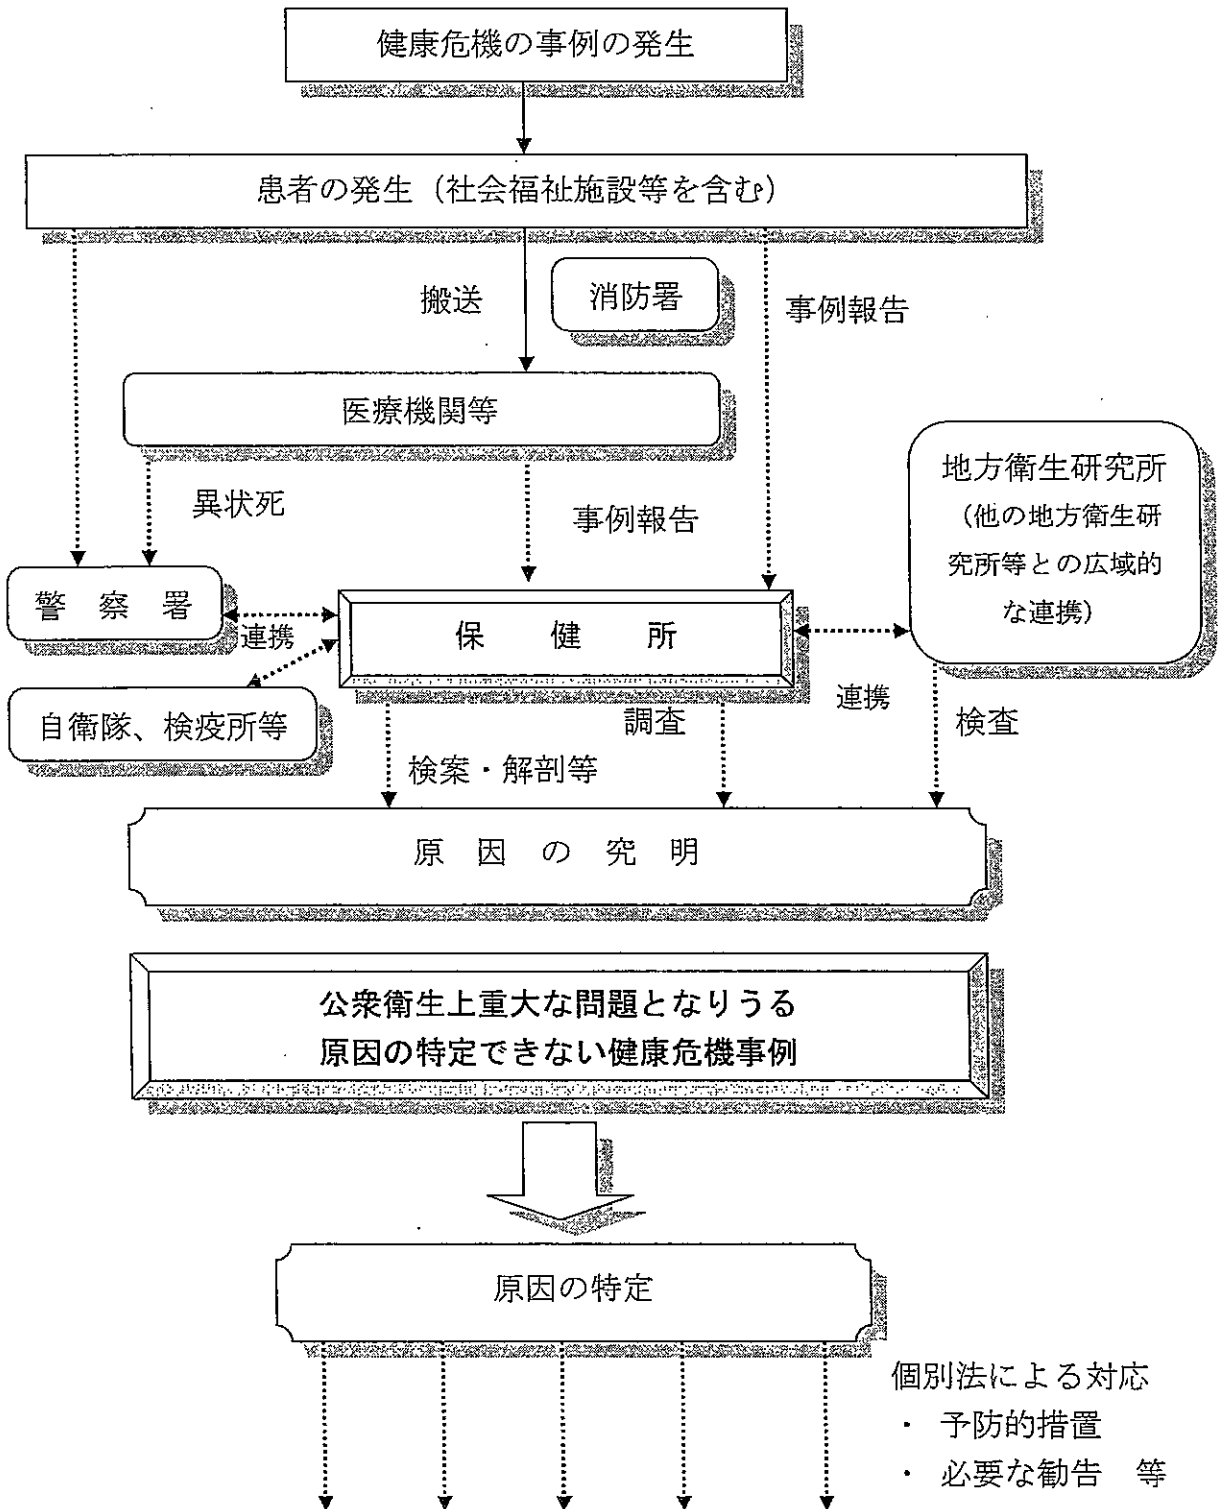 健康危機の事例の発生
患者の発生（社会福祉施設等を含む）
搬送
消防署
事例報告
医療機関等
異状死
事例報告
地方衛生研究所
（他の地方衛生研
究所等との広域的
な連携）
警　察　署
連携
保　健　所
連携
自衛隊、検疫所等
検案・解剖等
調査
検査
原　因　の　究　明
公衆衛生上重大な問題となりうる
原因の特定できない健康危機事例
原因の特定
個別法による対応
・ 予防的措置
・ 必要な勧告　等